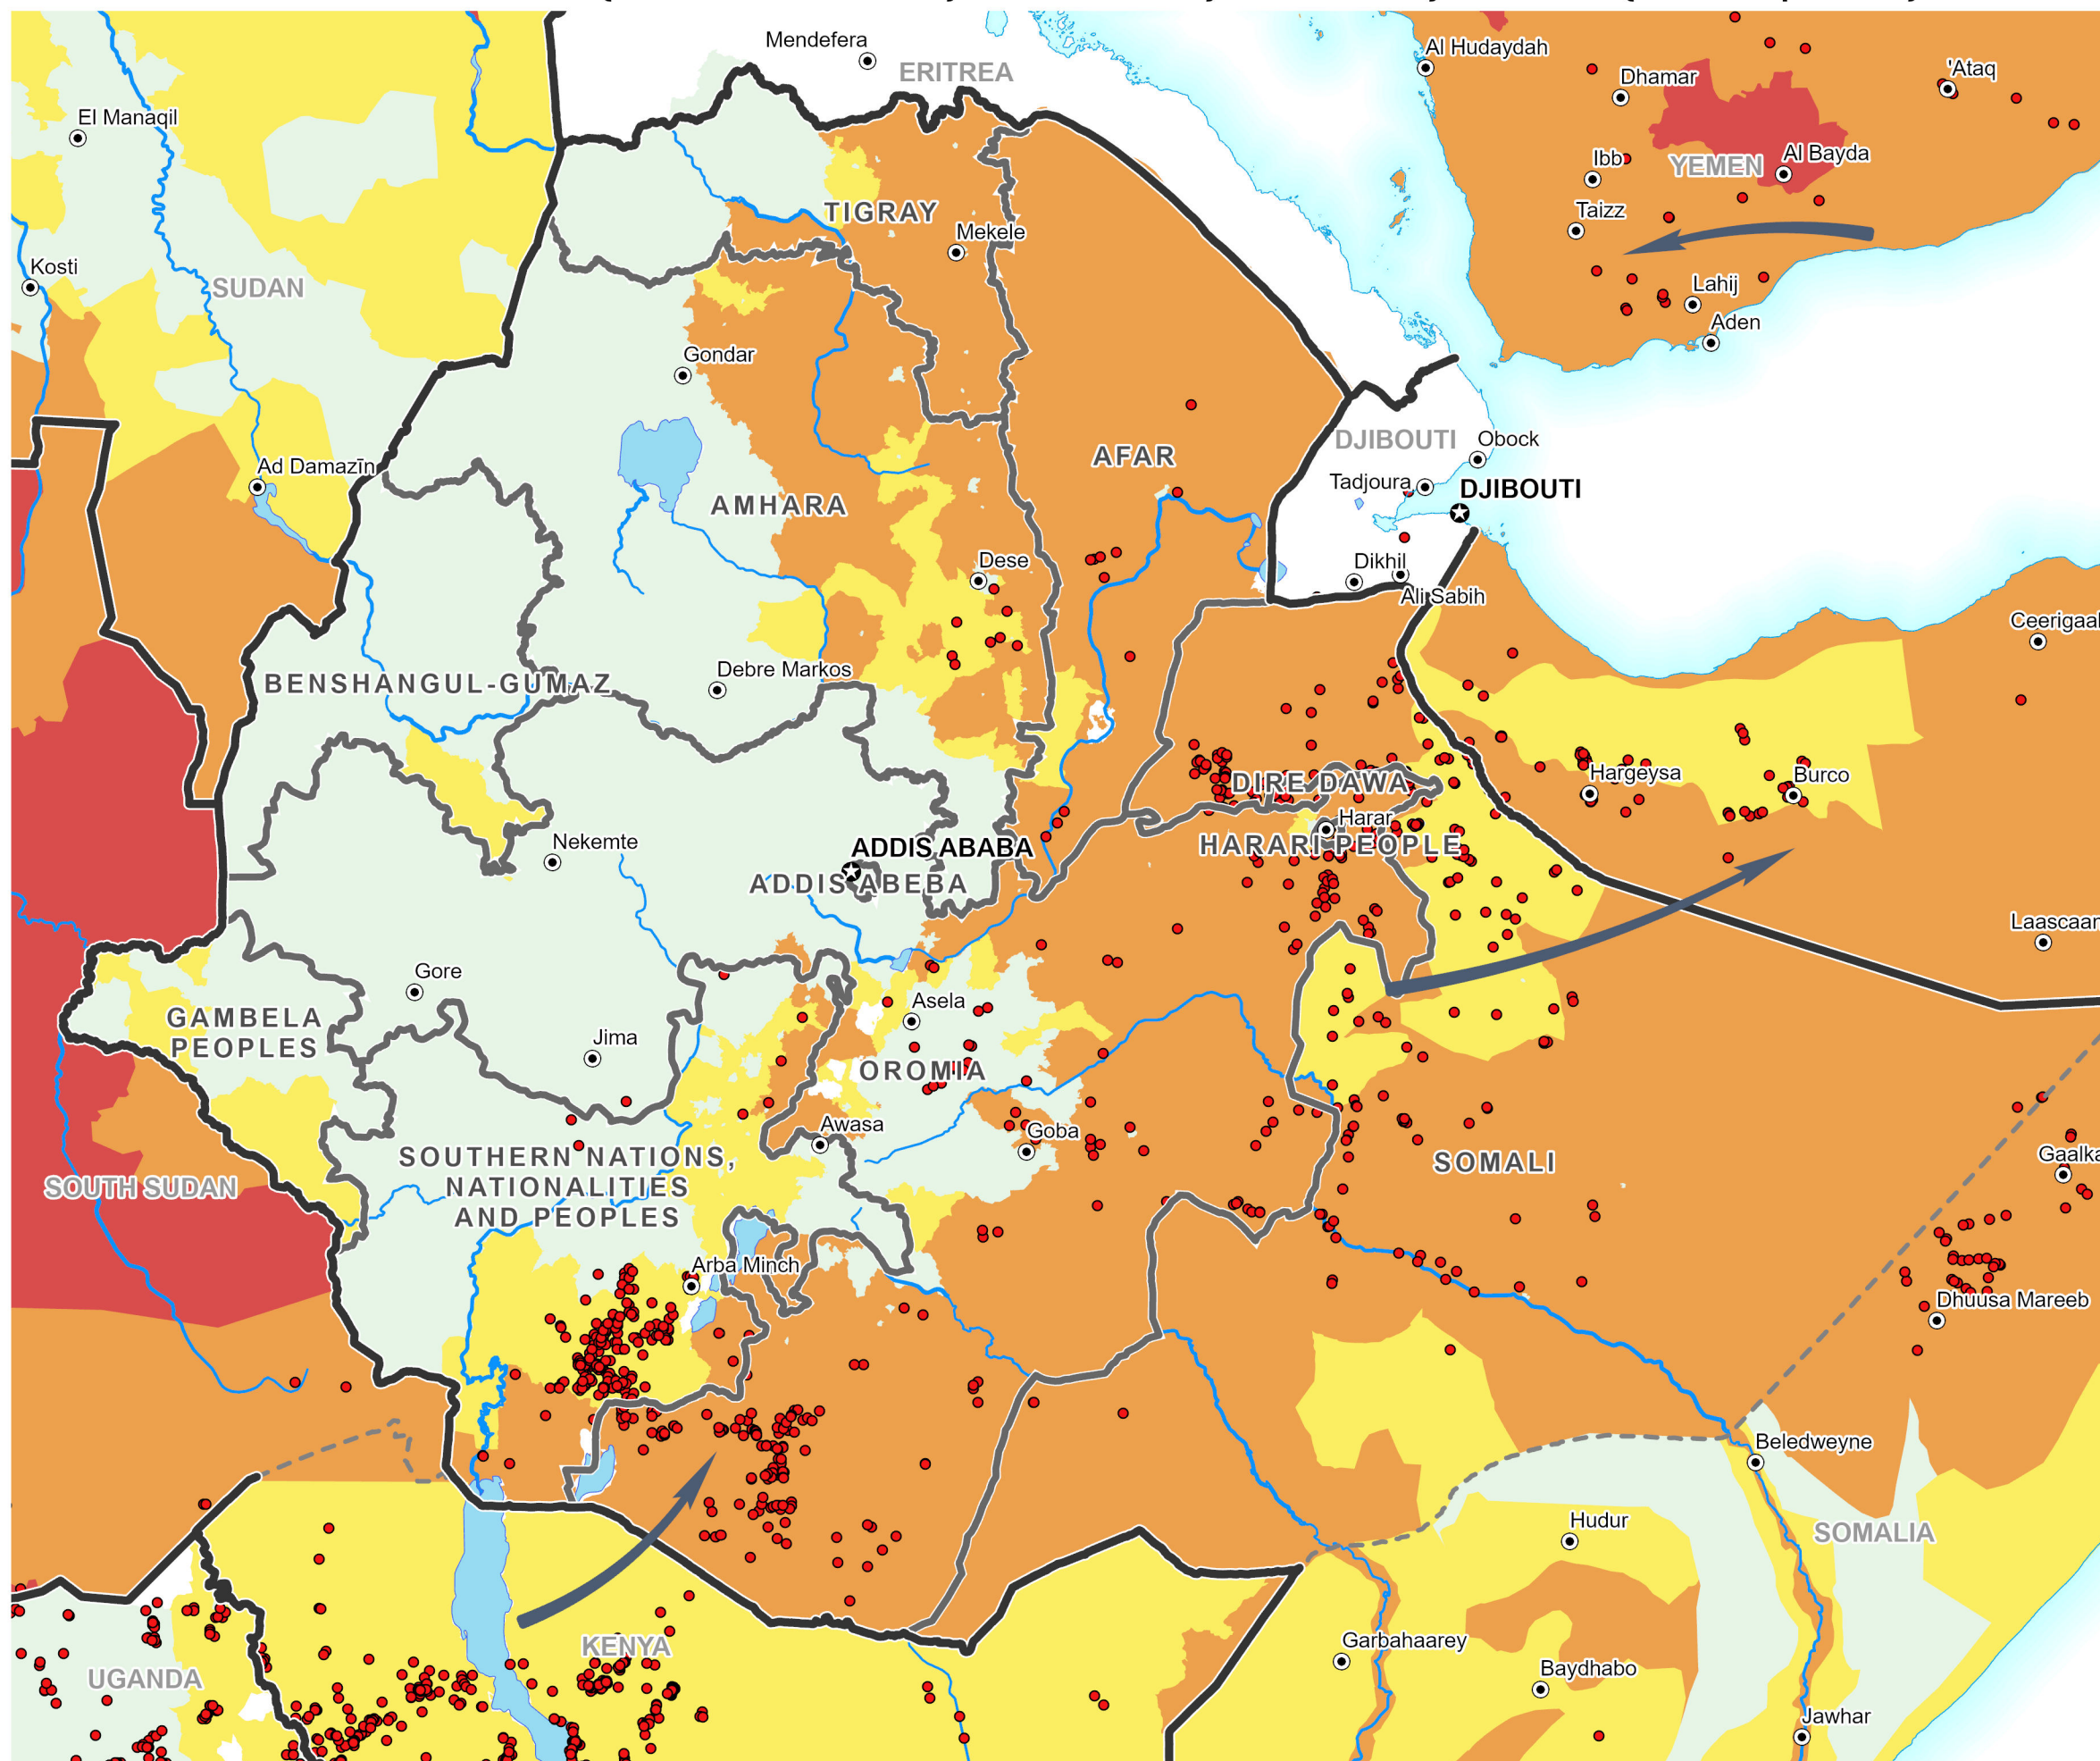 Mendefera
ERITREA
Al Hudaydah
Dhamar
'Ataq
El Manaqil
Ibb
YEMEN
Al Bayda
TIGRAY
Taizz
Mekele
Kosti
SUDAN
Lahij
Aden
Gondar
DJIBOUTI
Obock
AFAR
Ad Damazīn
Tadjoura
DJIBOUTI
AMHARA
Dese
Dikhil
Ali Sabih
Ceerigaa
BENSHANGUL-GUMAZ
Debre Markos
DIRE DAWA
Hargeysa
Burco
Nekemte
ADDIS ABABA
Harar
HARARI PEOPLE
ADDIS ABEBA
Laascaa
Gore
Asela
GAMBELA
PEOPLES
Jima
OROMIA
Awasa
Goba
SOUTHERN NATIONS,
NATIONALITIES
AND PEOPLES
SOMALI
Gaalka
SOUTH SUDAN
Arba Minch
Dhuusa Mareeb
Beledweyne
Hudur
SOMALIA
KENYA
Garbahaarey
UGANDA
Baydhabo
Jawhar